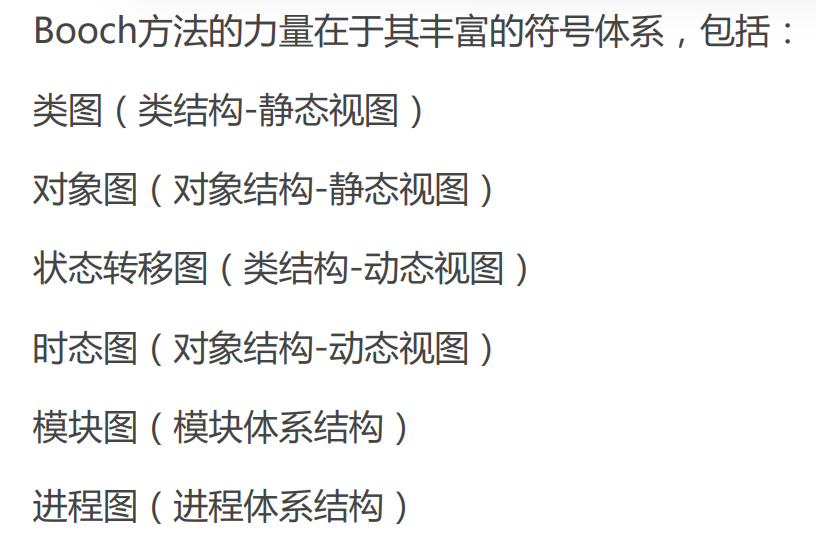 Booch方法的力量在于其丰富的符号体系，包括：
类图（类结构-静态视图）
对象图（对象结构-静态视图）
状态转移图（类结构-动态视图）
时态图（对象结构-动态视图）
模块图（模块体系结构）
进程图（进程体系结构）